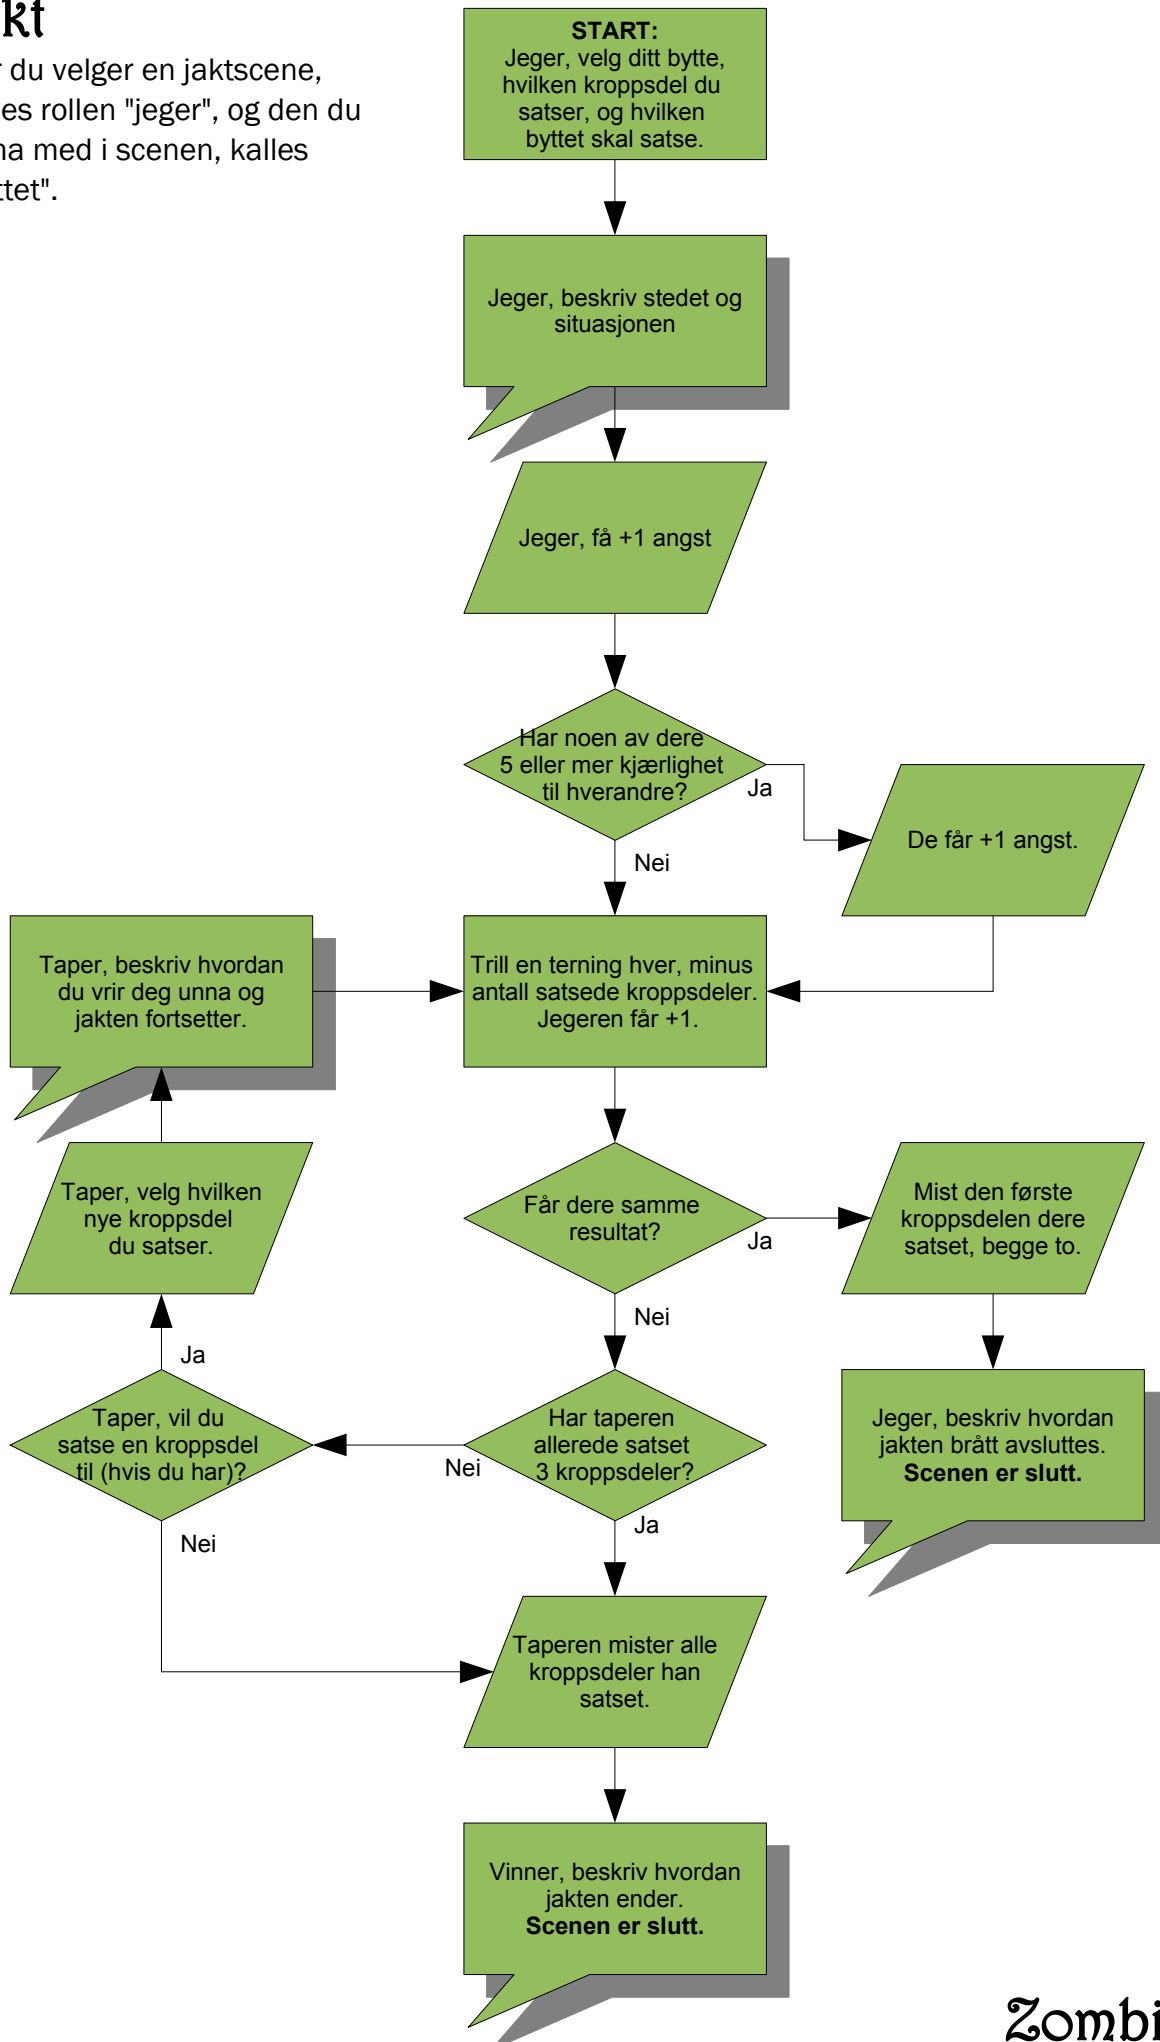 kt
du velger en jaktscene,
es rollen "jeger", og den du
na med i scenen, kalles
tet".
START:
Jeger, velg ditt bytte,
hvilken kroppsdel du
satser, og hvilken
byttet skal satse.
Jeger, beskriv stedet og
situasjonen
Jeger, få +1 angst
Har noen av dere
5 eller mer kjærlighet
til hverandre?
Ja
De får +1 angst.
Nei
Taper, beskriv hvordan
du vrir deg unna og
jakten fortsetter.
Trill en terning hver, minus
antall satsede kroppsdeler.
Jegeren får +1.
Taper, velg hvilken
nye kroppsdel
du satser.
Får dere samme
resultat?
Ja
Mist den første
kroppsdelen dere
satset, begge to.
Nei
Ja
Taper, vil du
satse en kroppsdel
til (hvis du har)?
Nei
Har taperen
allerede satset
3 kroppsdeler?
Jeger, beskriv hvordan
jakten brått avsluttes.
Scenen er slutt.
Nei
Ja
Taperen mister alle
kroppsdeler han
satset.
Vinner, beskriv hvordan
jakten ender.
Scenen er slutt.
Zombi